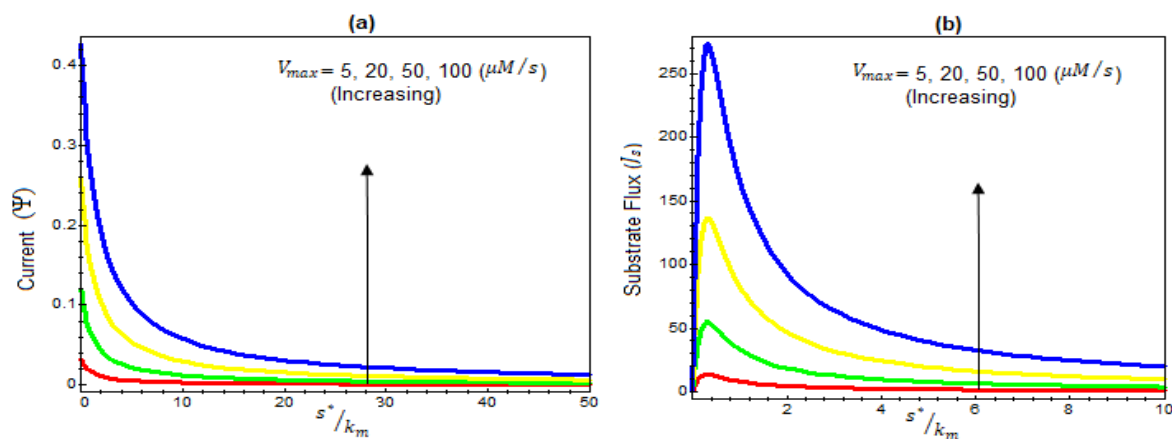 (a)
V_max = 5, 20, 50, 100 (μM/s)
(Increasing)
Current (Ψ)
0.4
0.3
0.2
0.1
0
0
10
20
30
40
50
s*/k_m
(b)
V_max = 5, 20, 50, 100 (μM/s)
(Increasing)
Substrate Flux (J_s)
250
200
150
100
50
0
2
4
6
8
10
s*/k_m